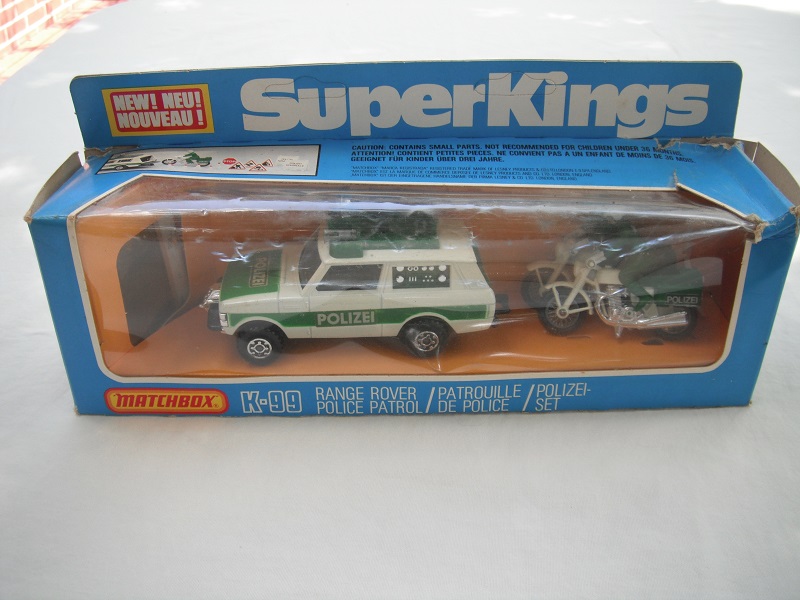 NEW! NEU!
NOUVEAU!
SuperKings
CAUTION: CONTAINS SMALL PARTS. NOT RECOMMENDED FOR CHILDREN UNDER 36 MONTHS.
ATTENTION! CONTIENT PETITES PIECES. NE CONVIENT PAS A UN ENFANT DE MOINS DE 36 MOIS.
GEEIGNET FÜR KINDER ÜBER DREI JAHRE.
POLIZEI
POLIZEI
POLIZEI
MATCHBOX
K-99
RANGE ROVER / PATROUILLE / POLIZEI-
POLICE PATROL / DE POLICE / SET